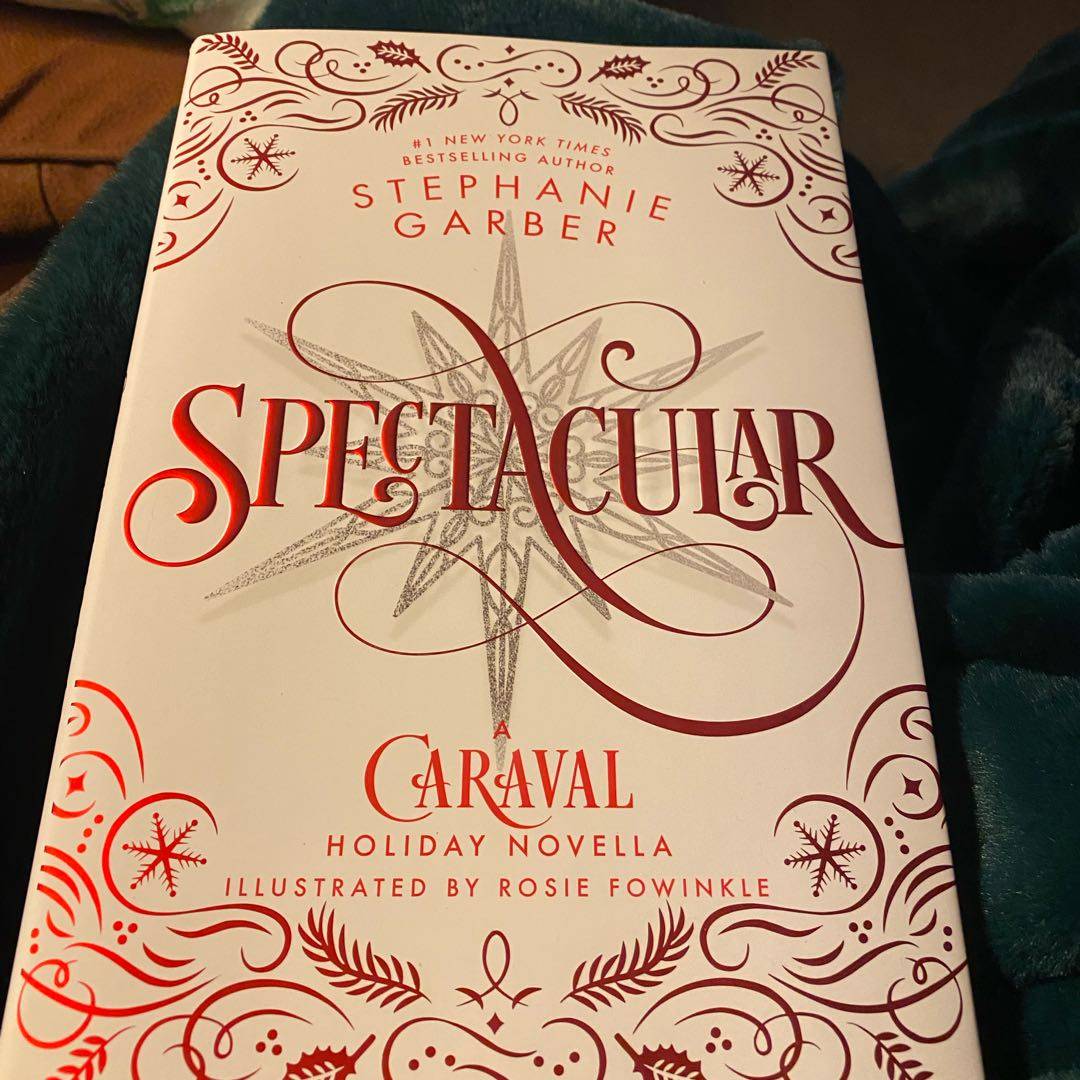 #1 NEW YORK TIMES
BESTSELLING AUTHOR
STEPHANIE
GARBER
SPECTACULAR
A
CARAVAL
HOLIDAY NOVELLA
ILLUSTRATED BY ROSIE FOWINKLE